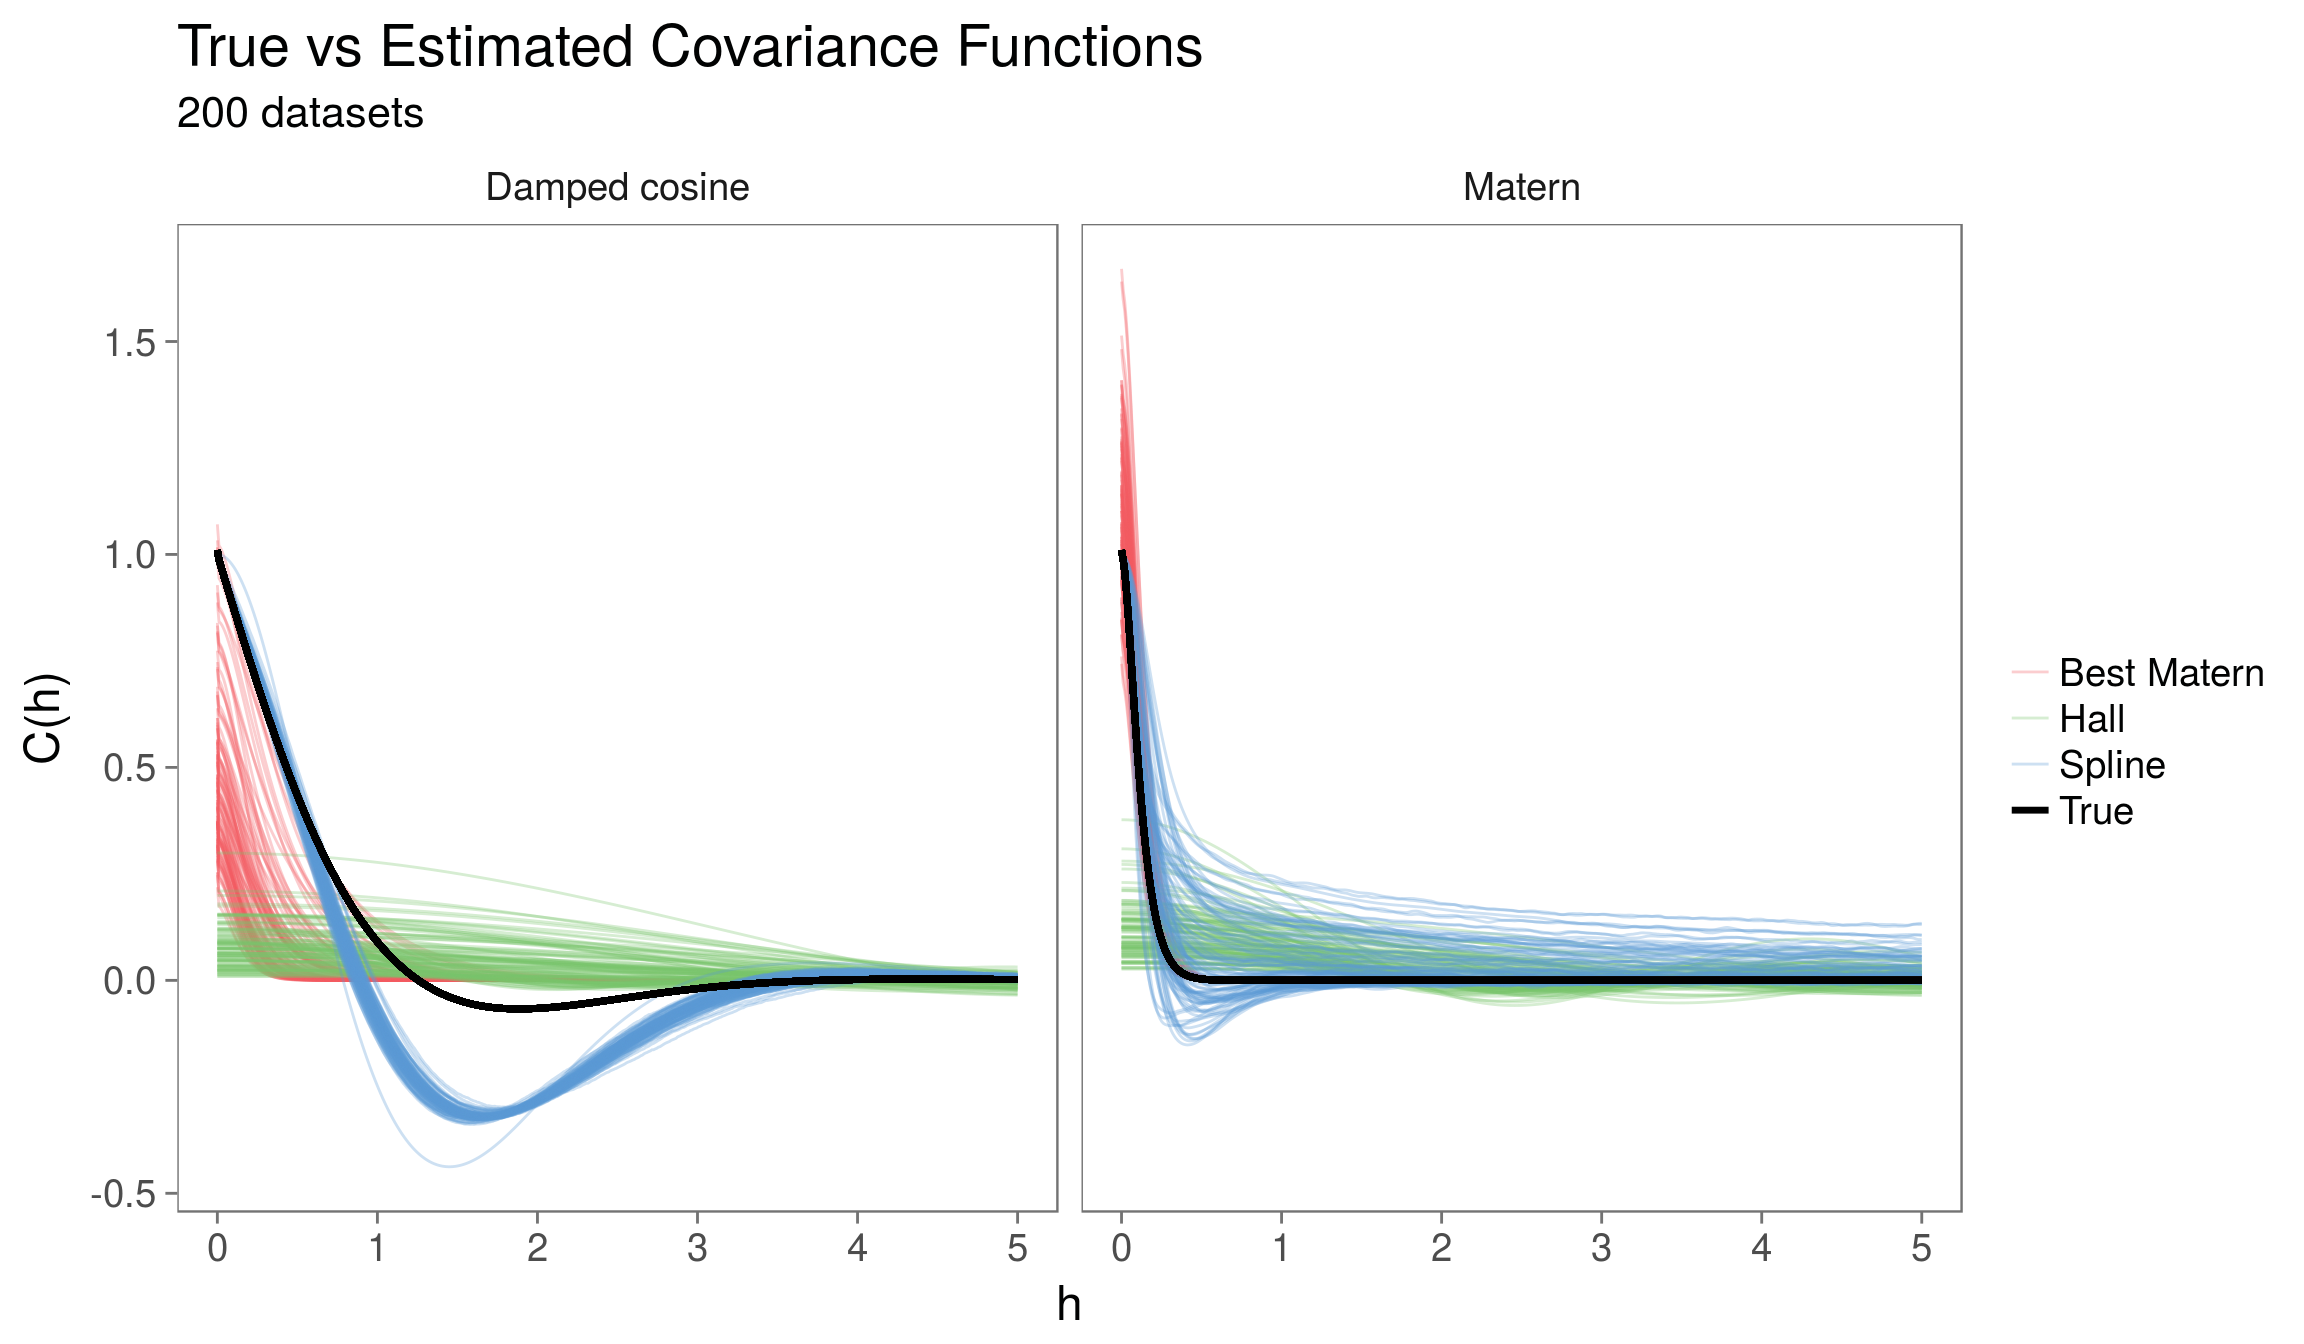 True vs Estimated Covariance Functions
200 datasets
Damped cosine
Matern
C(h)
1.5
1.0
0.5
0.0
-0.5
0 1 2 3 4 5
0 1 2 3 4 5
h
Best Matern
Hall
Spline
True